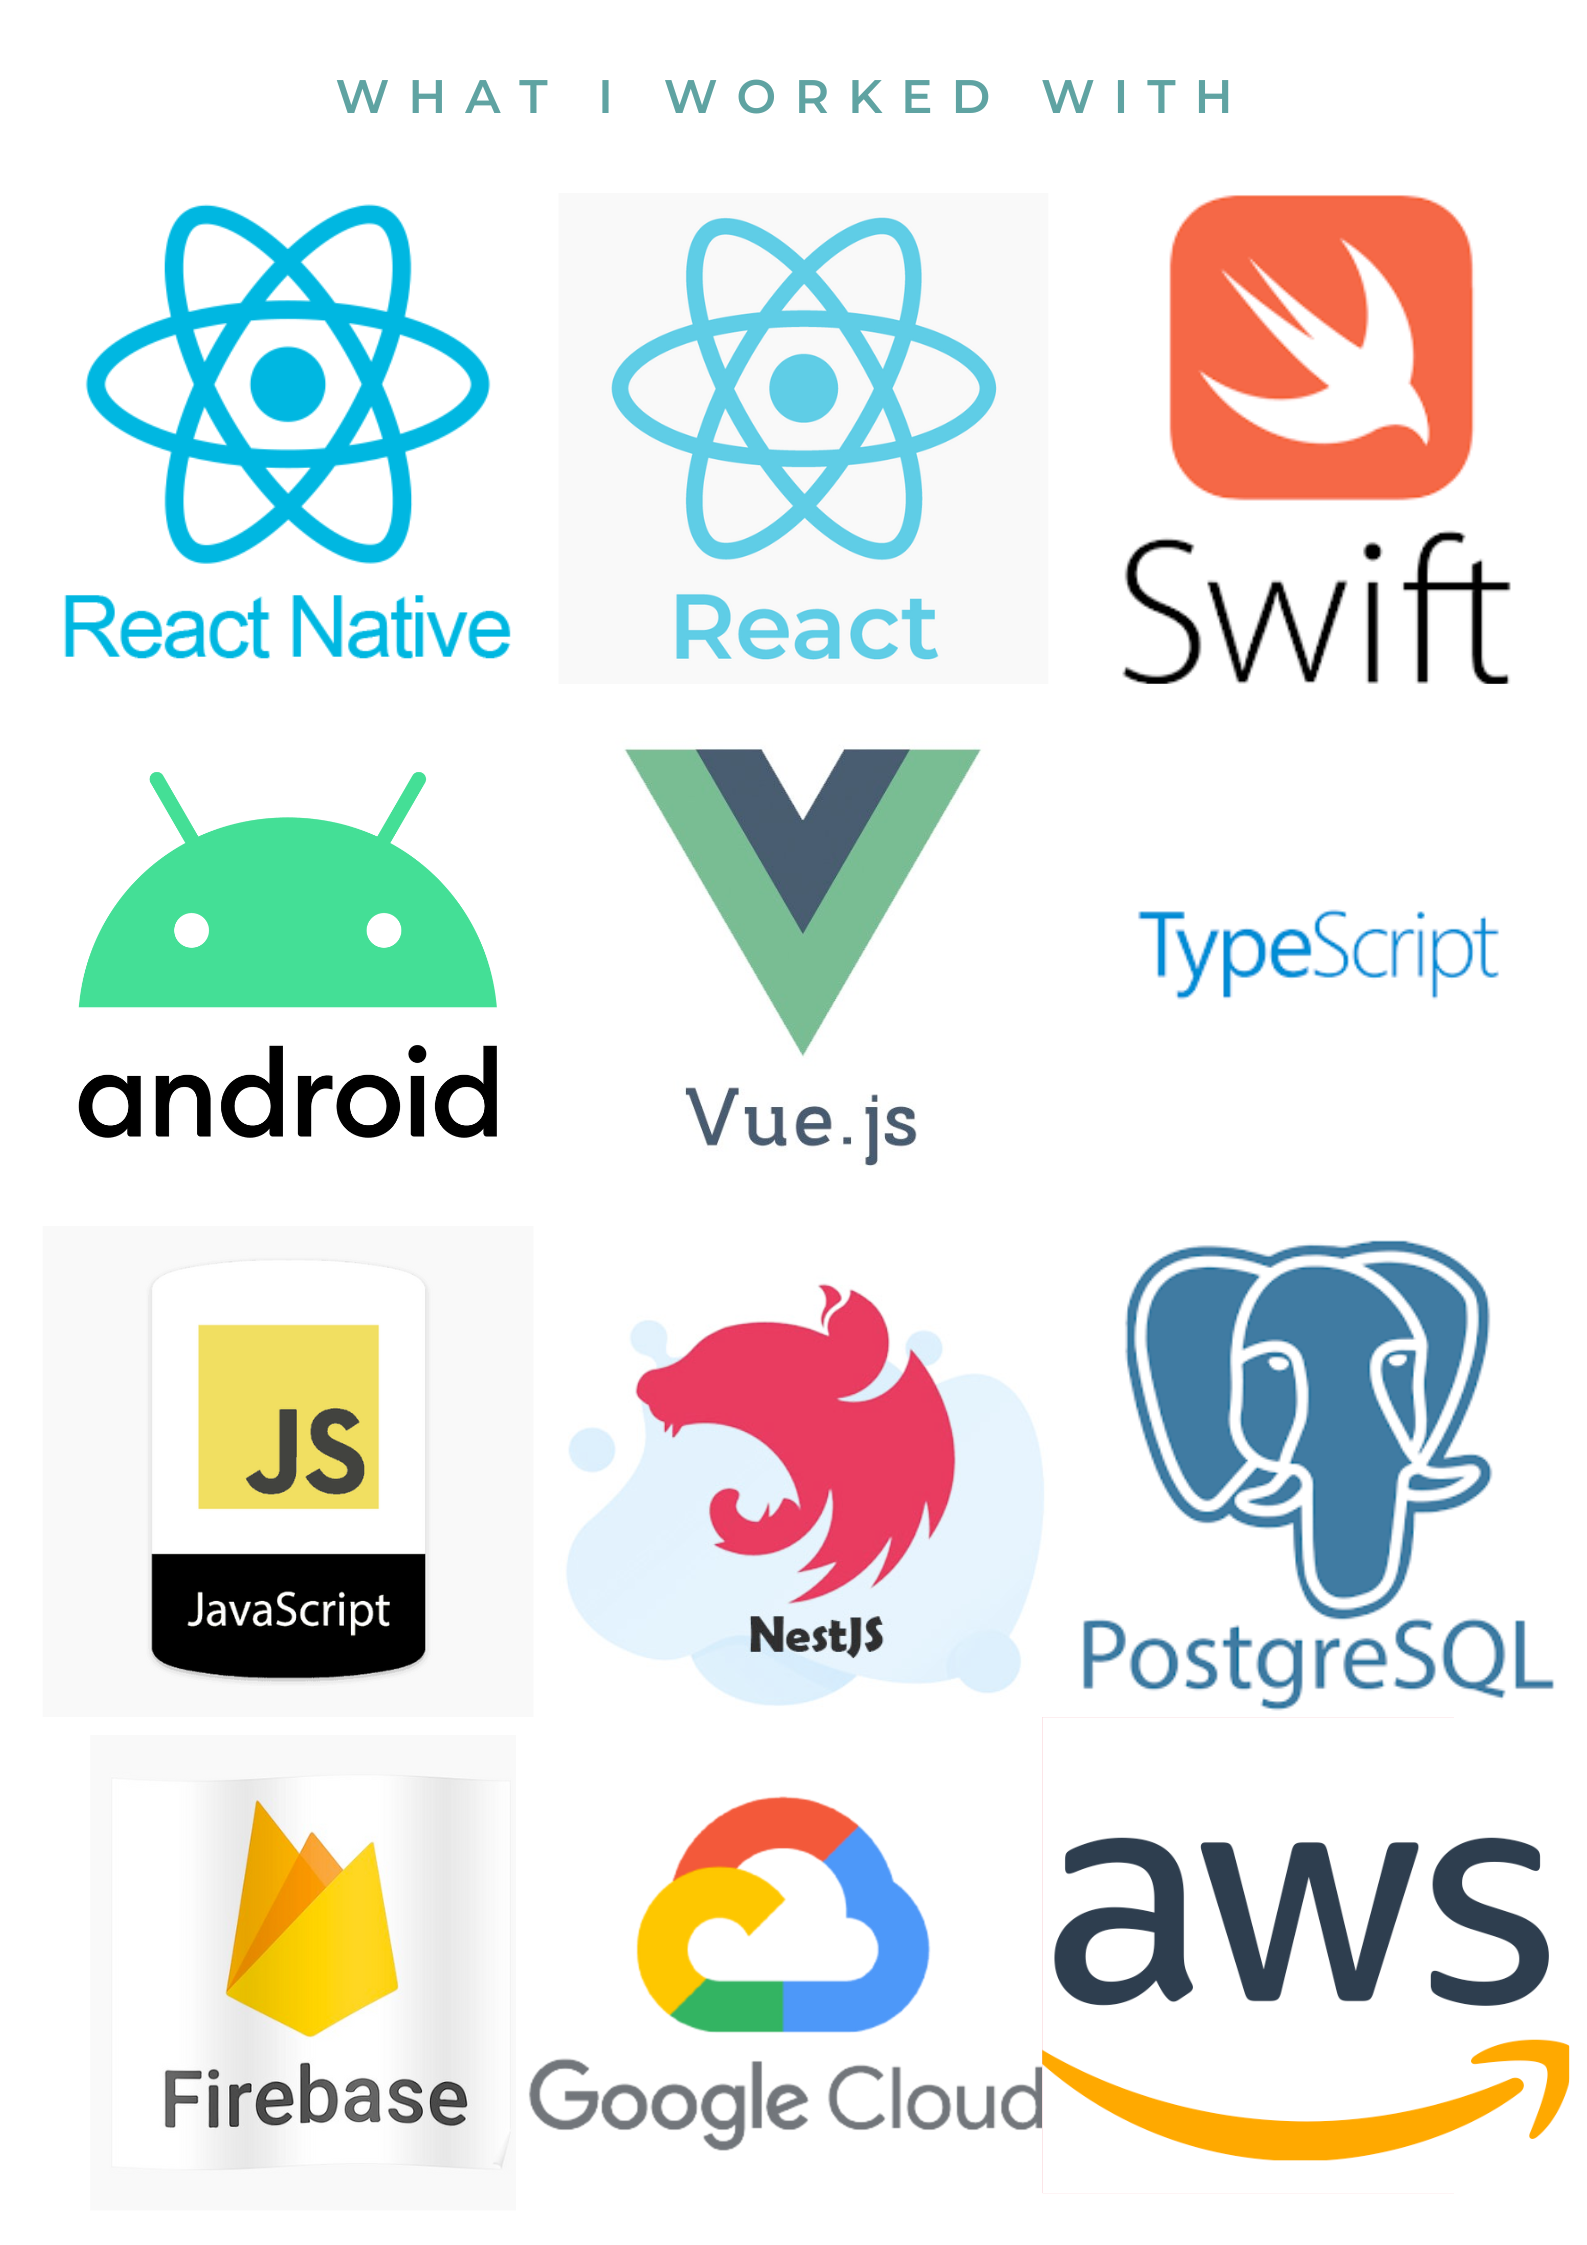 WHAT I WORKED WITH
React Native
React
Swift
android
Vue.js
TypeScript
JS
JavaScript
NestJS
PostgreSQL
Firebase
Google Cloud
aws